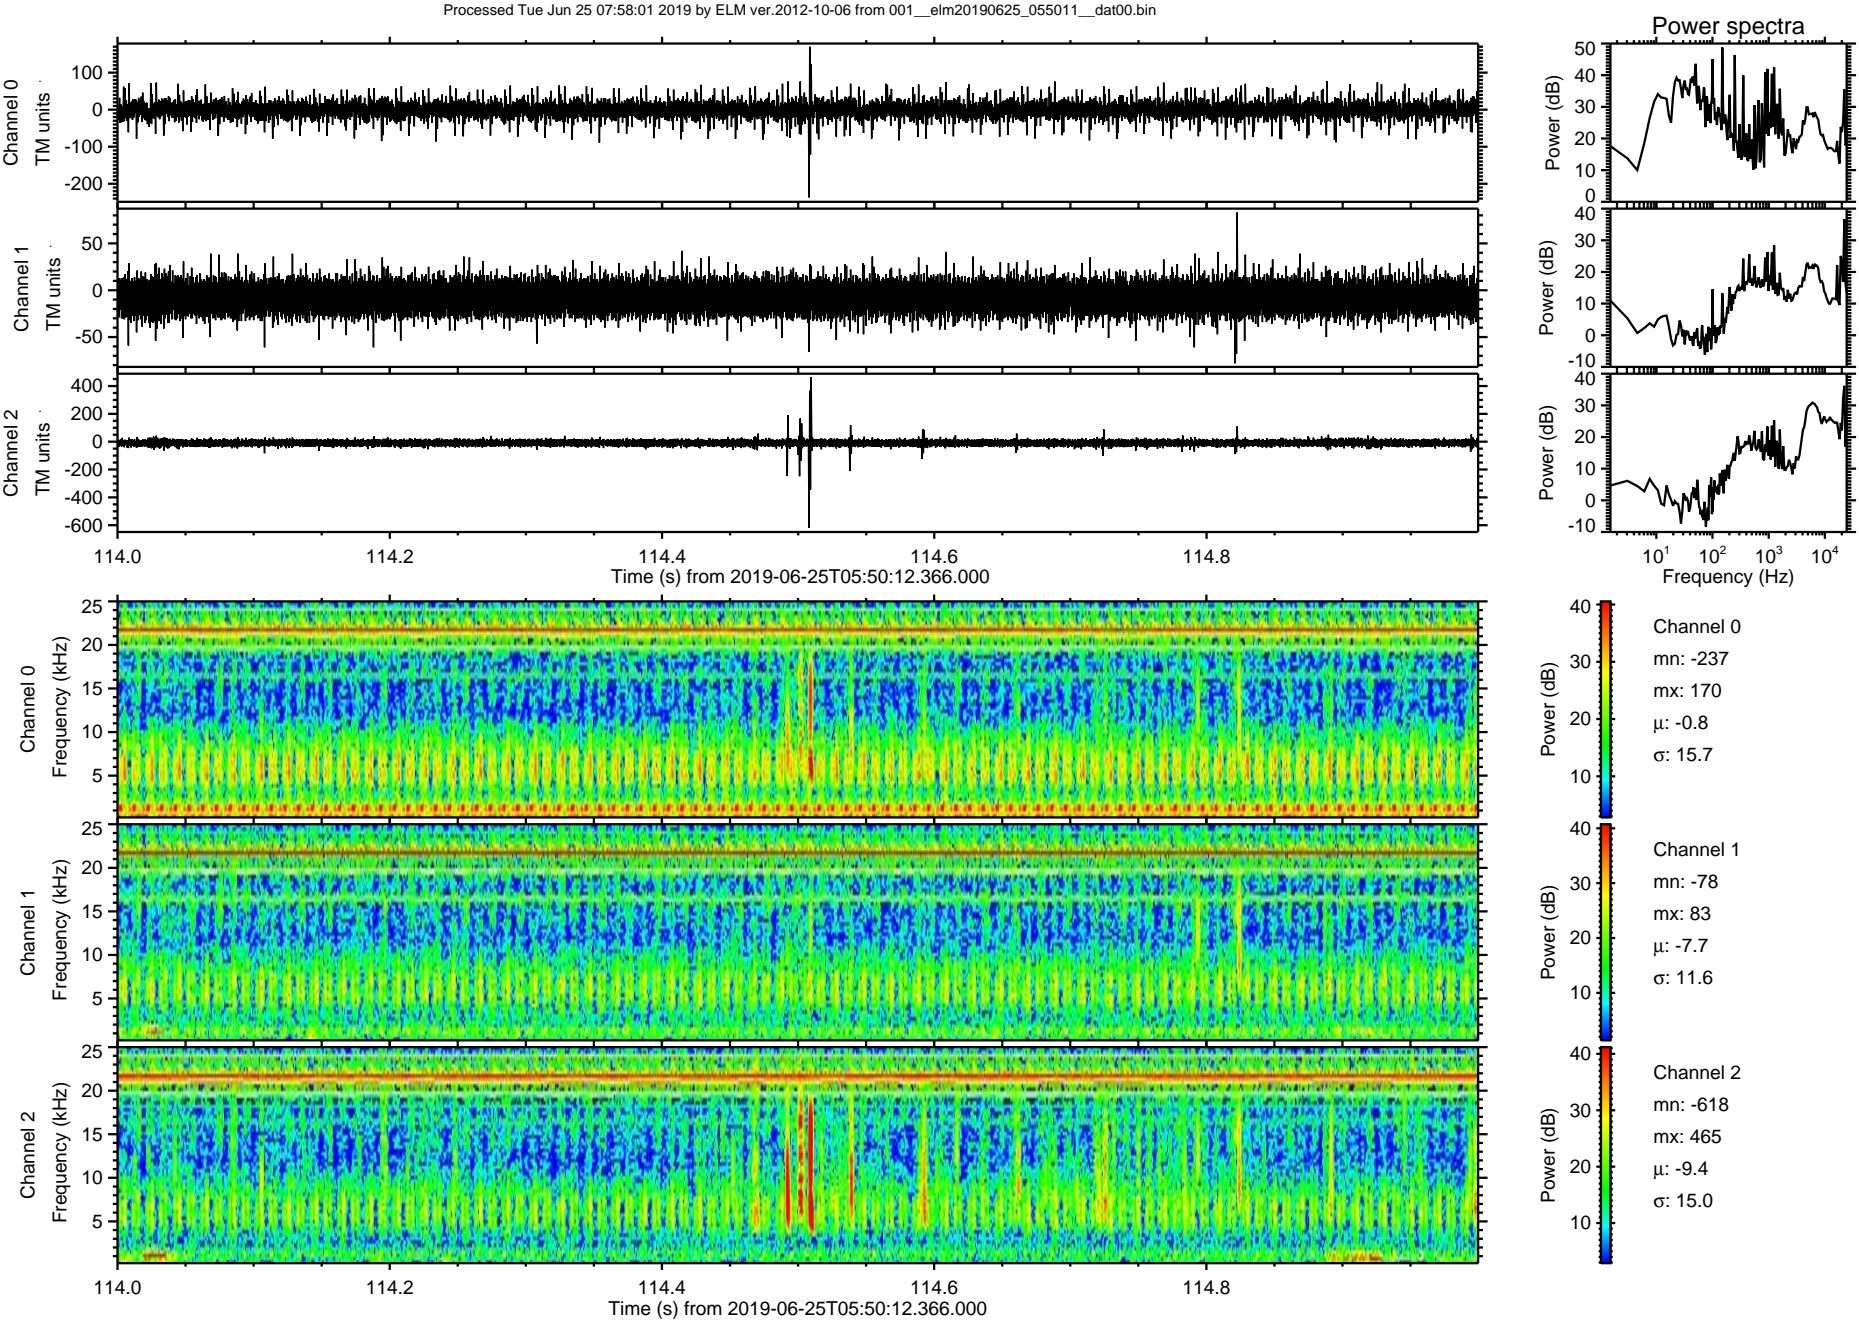 Processed Tue Jun 25 07:58:01 2019 by ELM ver.2012-10-06 from 001__elm20190625_055011__dat00.bin
Power spectra
Channel 0
TM units
100
0
-100
-200
Power (dB)
50
40
30
20
10
0
Channel 1
TM units
50
0
-50
Power (dB)
40
30
20
10
0
-10
Channel 2
TM units
400
200
0
-200
-400
-600
Power (dB)
40
30
20
10
0
-10
114.0 114.2 114.4 114.6 114.8
Time (s) from 2019-06-25T05:50:12.366.000
10¹ 10² 10³ 10⁴
Frequency (Hz)
Channel 0
Frequency (kHz)
25
20
15
10
5
Power (dB)
40
30
20
10
Channel 0
mn: -237
mx: 170
μ: -0.8
σ: 15.7
Channel 1
Frequency (kHz)
25
20
15
10
5
Power (dB)
40
30
20
10
Channel 1
mn: -78
mx: 83
μ: -7.7
σ: 11.6
Channel 2
Frequency (kHz)
25
20
15
10
5
Power (dB)
40
30
20
10
Channel 2
mn: -618
mx: 465
μ: -9.4
σ: 15.0
114.0 114.2 114.4 114.6 114.8
Time (s) from 2019-06-25T05:50:12.366.000